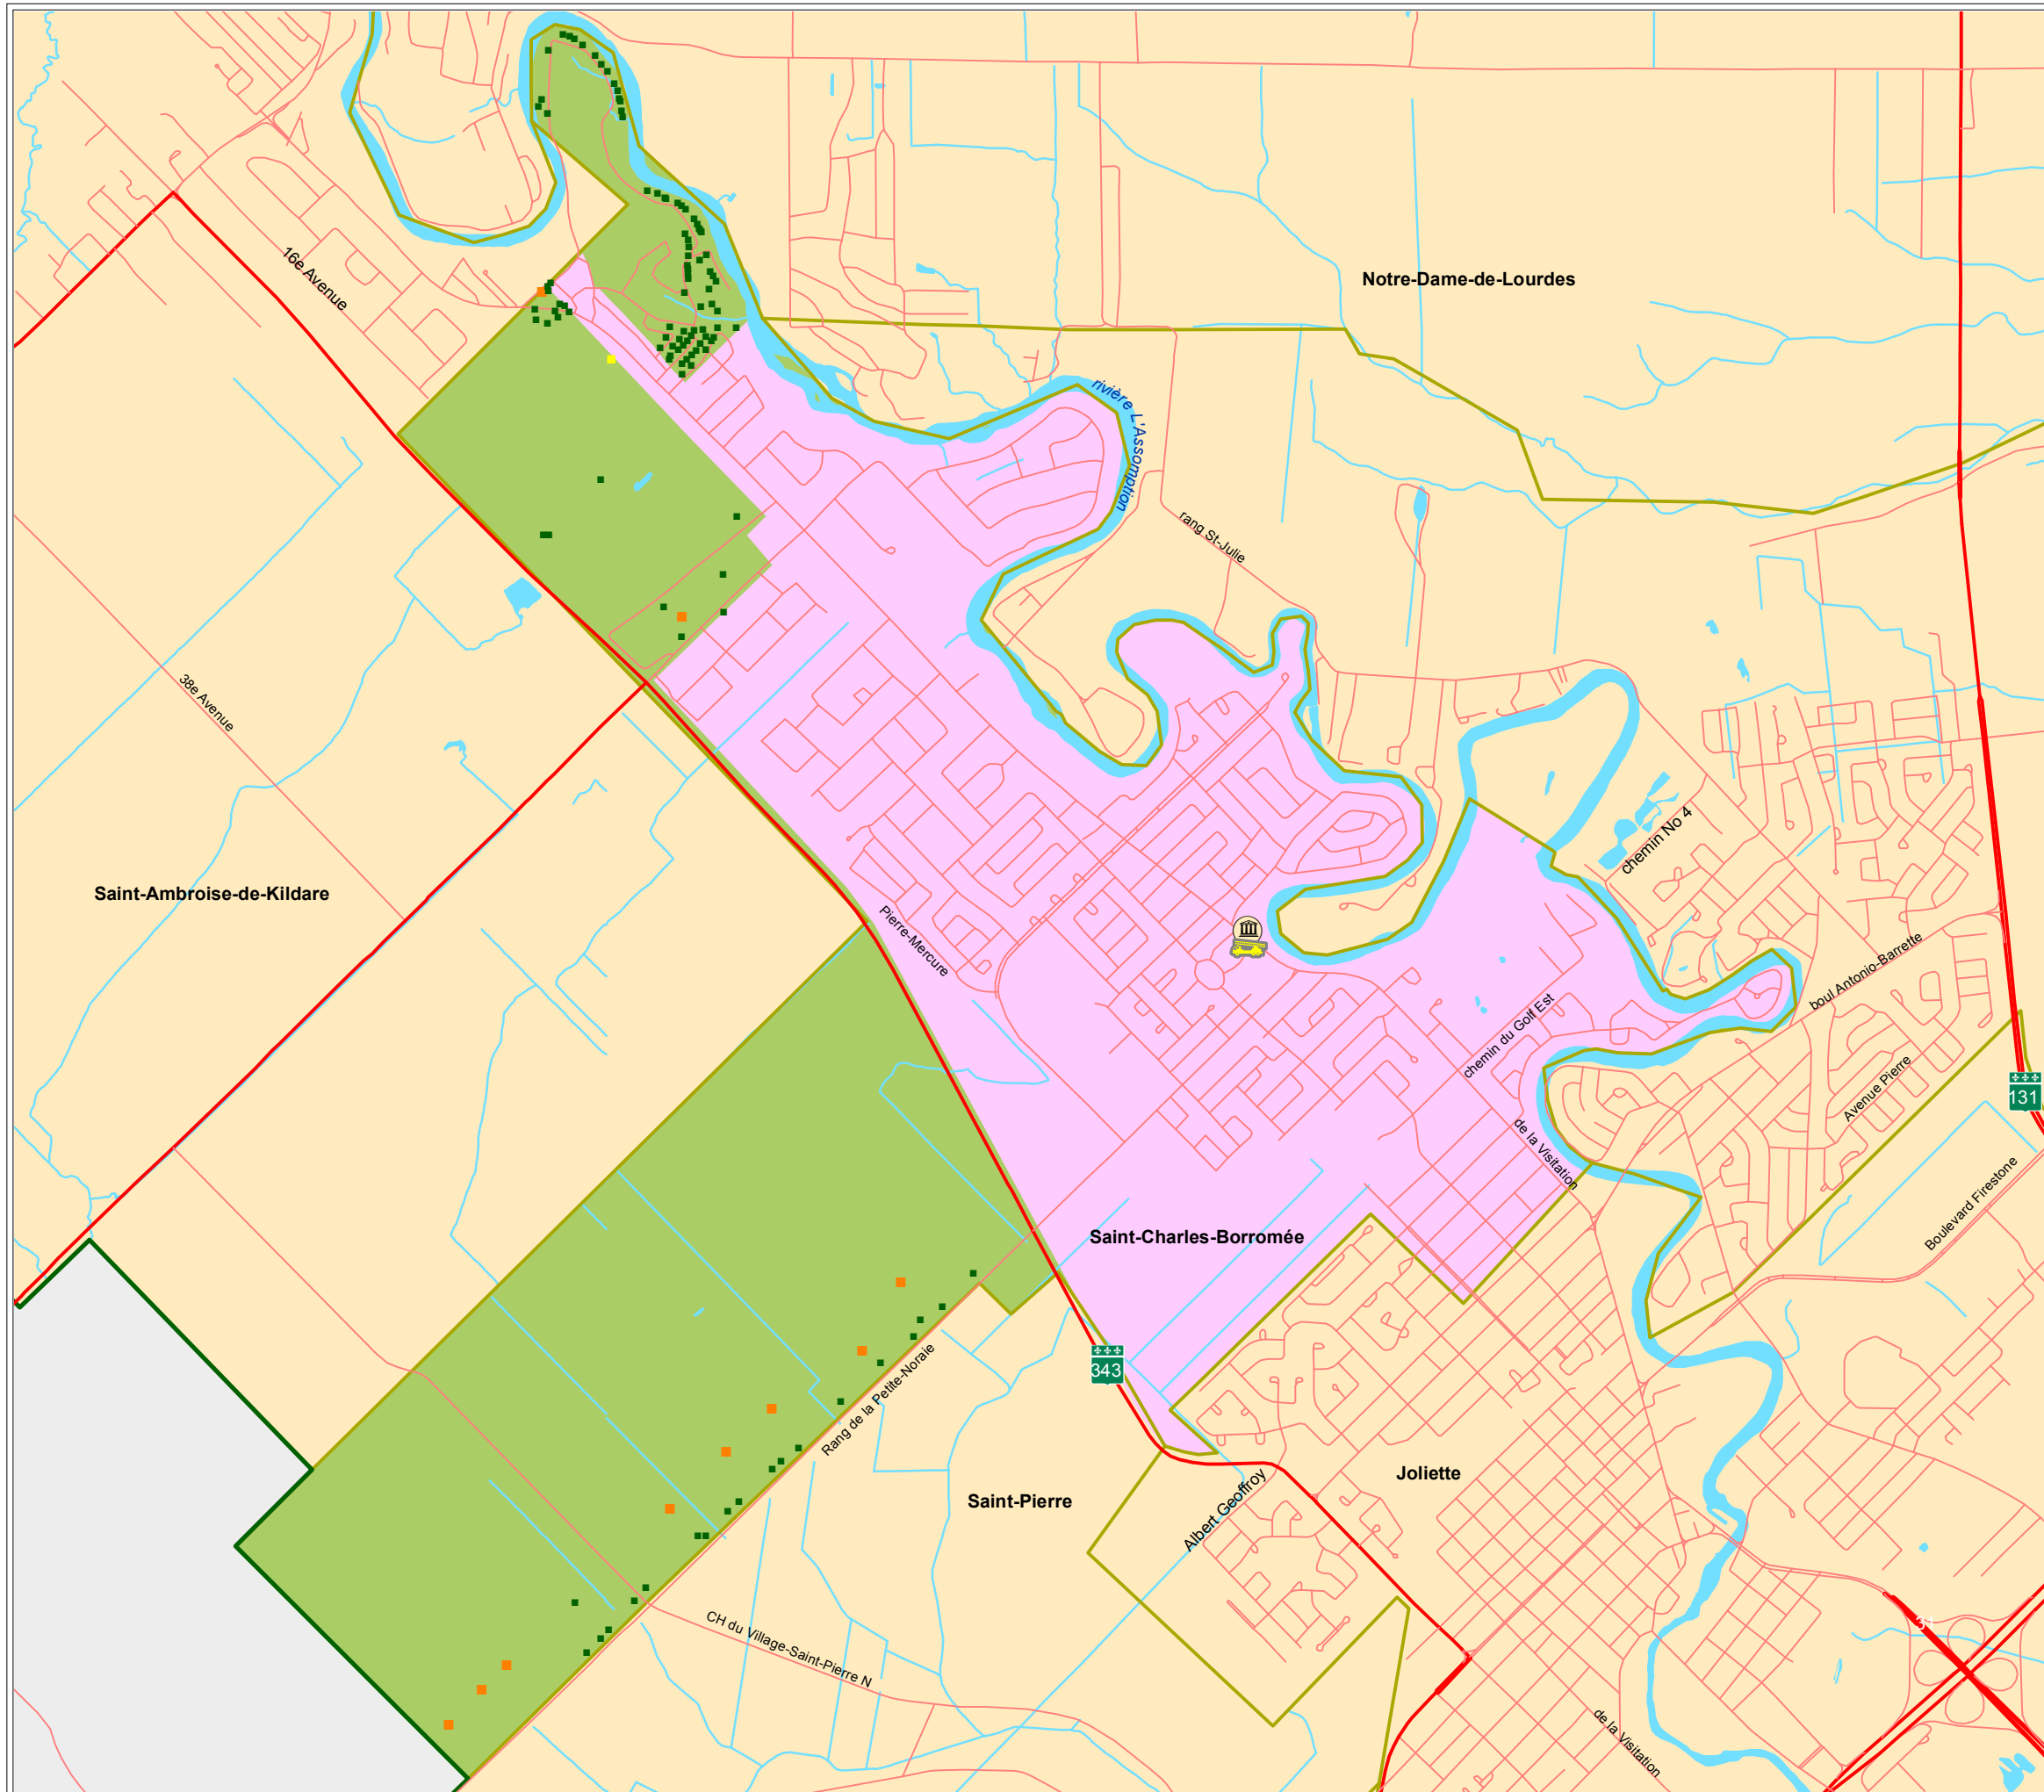 16e Avenue
Notre-Dame-de-Lourdes
rivière L'Assomption
rang St-Julie
38e Avenue
chemin No 4
Saint-Ambroise-de-Kildare
Pierre-Mercure
boul Antonio-Barrette
chemin du Golf Est
Avenue Pierre
131
de la Visitation
Boulevard Firestone
Saint-Charles-Borromée
343
Rang de la Petite-Noraie
Joliette
Saint-Pierre
Albert Geoffroy
31
CH du Village-Saint-Pierre N
de la Visitation